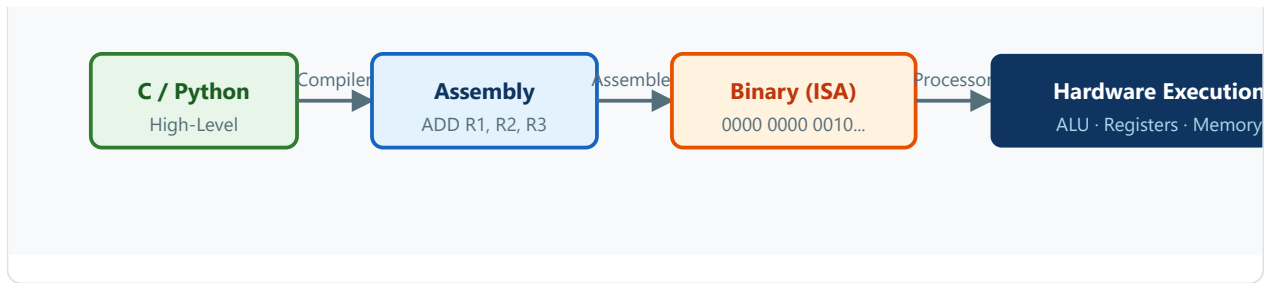 C / Python
High-Level
Compiler
Assembly
ADD R1, R2, R3
Assemble
Binary (ISA)
0000 0000 0010...
Processor
Hardware Execution
ALU · Registers · Memory